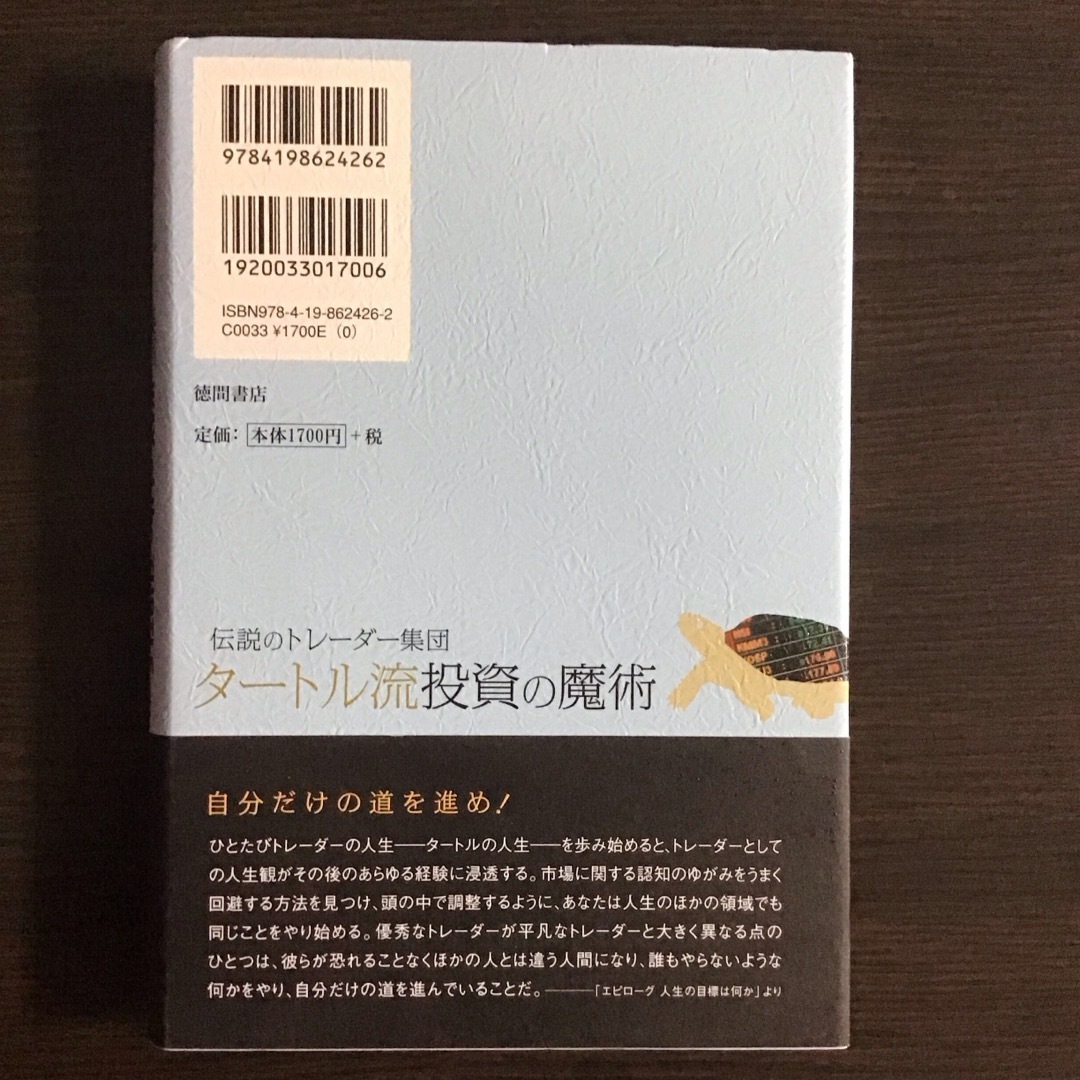 9784198624262
1920033017006
ISBN978-4-19-862426-2
C0033 ¥1700E (0)
徳間書店
定価: 本体1700円+税
伝説のトレーダー集団
タートル流投資の魔術
自分だけの道を進め!
ひとたびトレーダーの人生——タートルの人生——を歩み始めると、トレーダーとして
の人生観がその後のあらゆる経験に浸透する。市場に関する認知のゆがみをうまく
回避する方法を見つけ、頭の中で調整するように、あなたは人生のほかの領域でも
同じことをやり始める。優秀なトレーダーが平凡なトレーダーと大きく異なる点の
ひとつは、彼らが恐れることなくほかの人とは違う人間になり、誰もやらないような
何かをやり、自分だけの道を進んでいることだ。———「エピローグ 人生の目標は何か」より